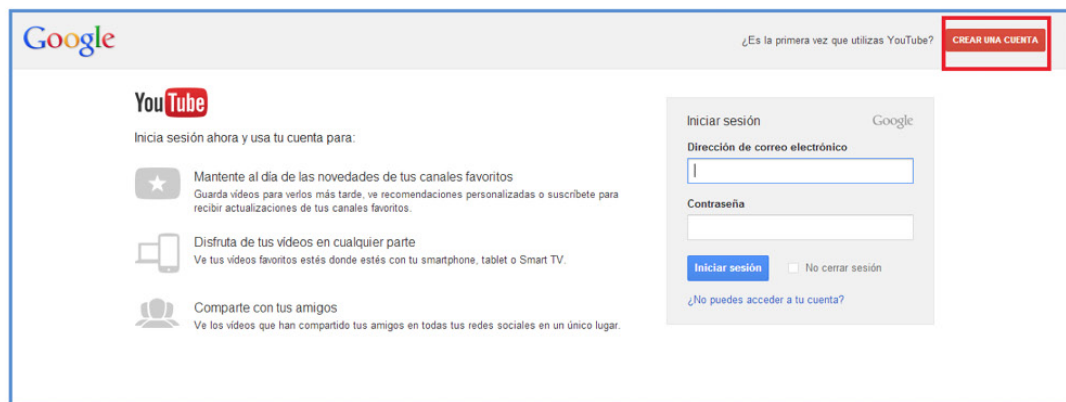 Google
¿Es la primera vez que utilizas YouTube?
CREAR UNA CUENTA
YouTube
Inicia sesión ahora y usa tu cuenta para:
Mantente al día de las novedades de tus canales favoritos
Guarda vídeos para verlos más tarde, ve recomendaciones personalizadas o suscríbete para
recibir actualizaciones de tus canales favoritos.
Disfruta de tus vídeos en cualquier parte
Ve tus vídeos favoritos estés donde estés con tu smartphone, tablet o Smart TV.
Comparte con tus amigos
Ve los vídeos que han compartido tus amigos en todas tus redes sociales en un único lugar.
Iniciar sesión
Google
Dirección de correo electrónico
Contraseña
Iniciar sesión
No cerrar sesión
¿No puedes acceder a tu cuenta?